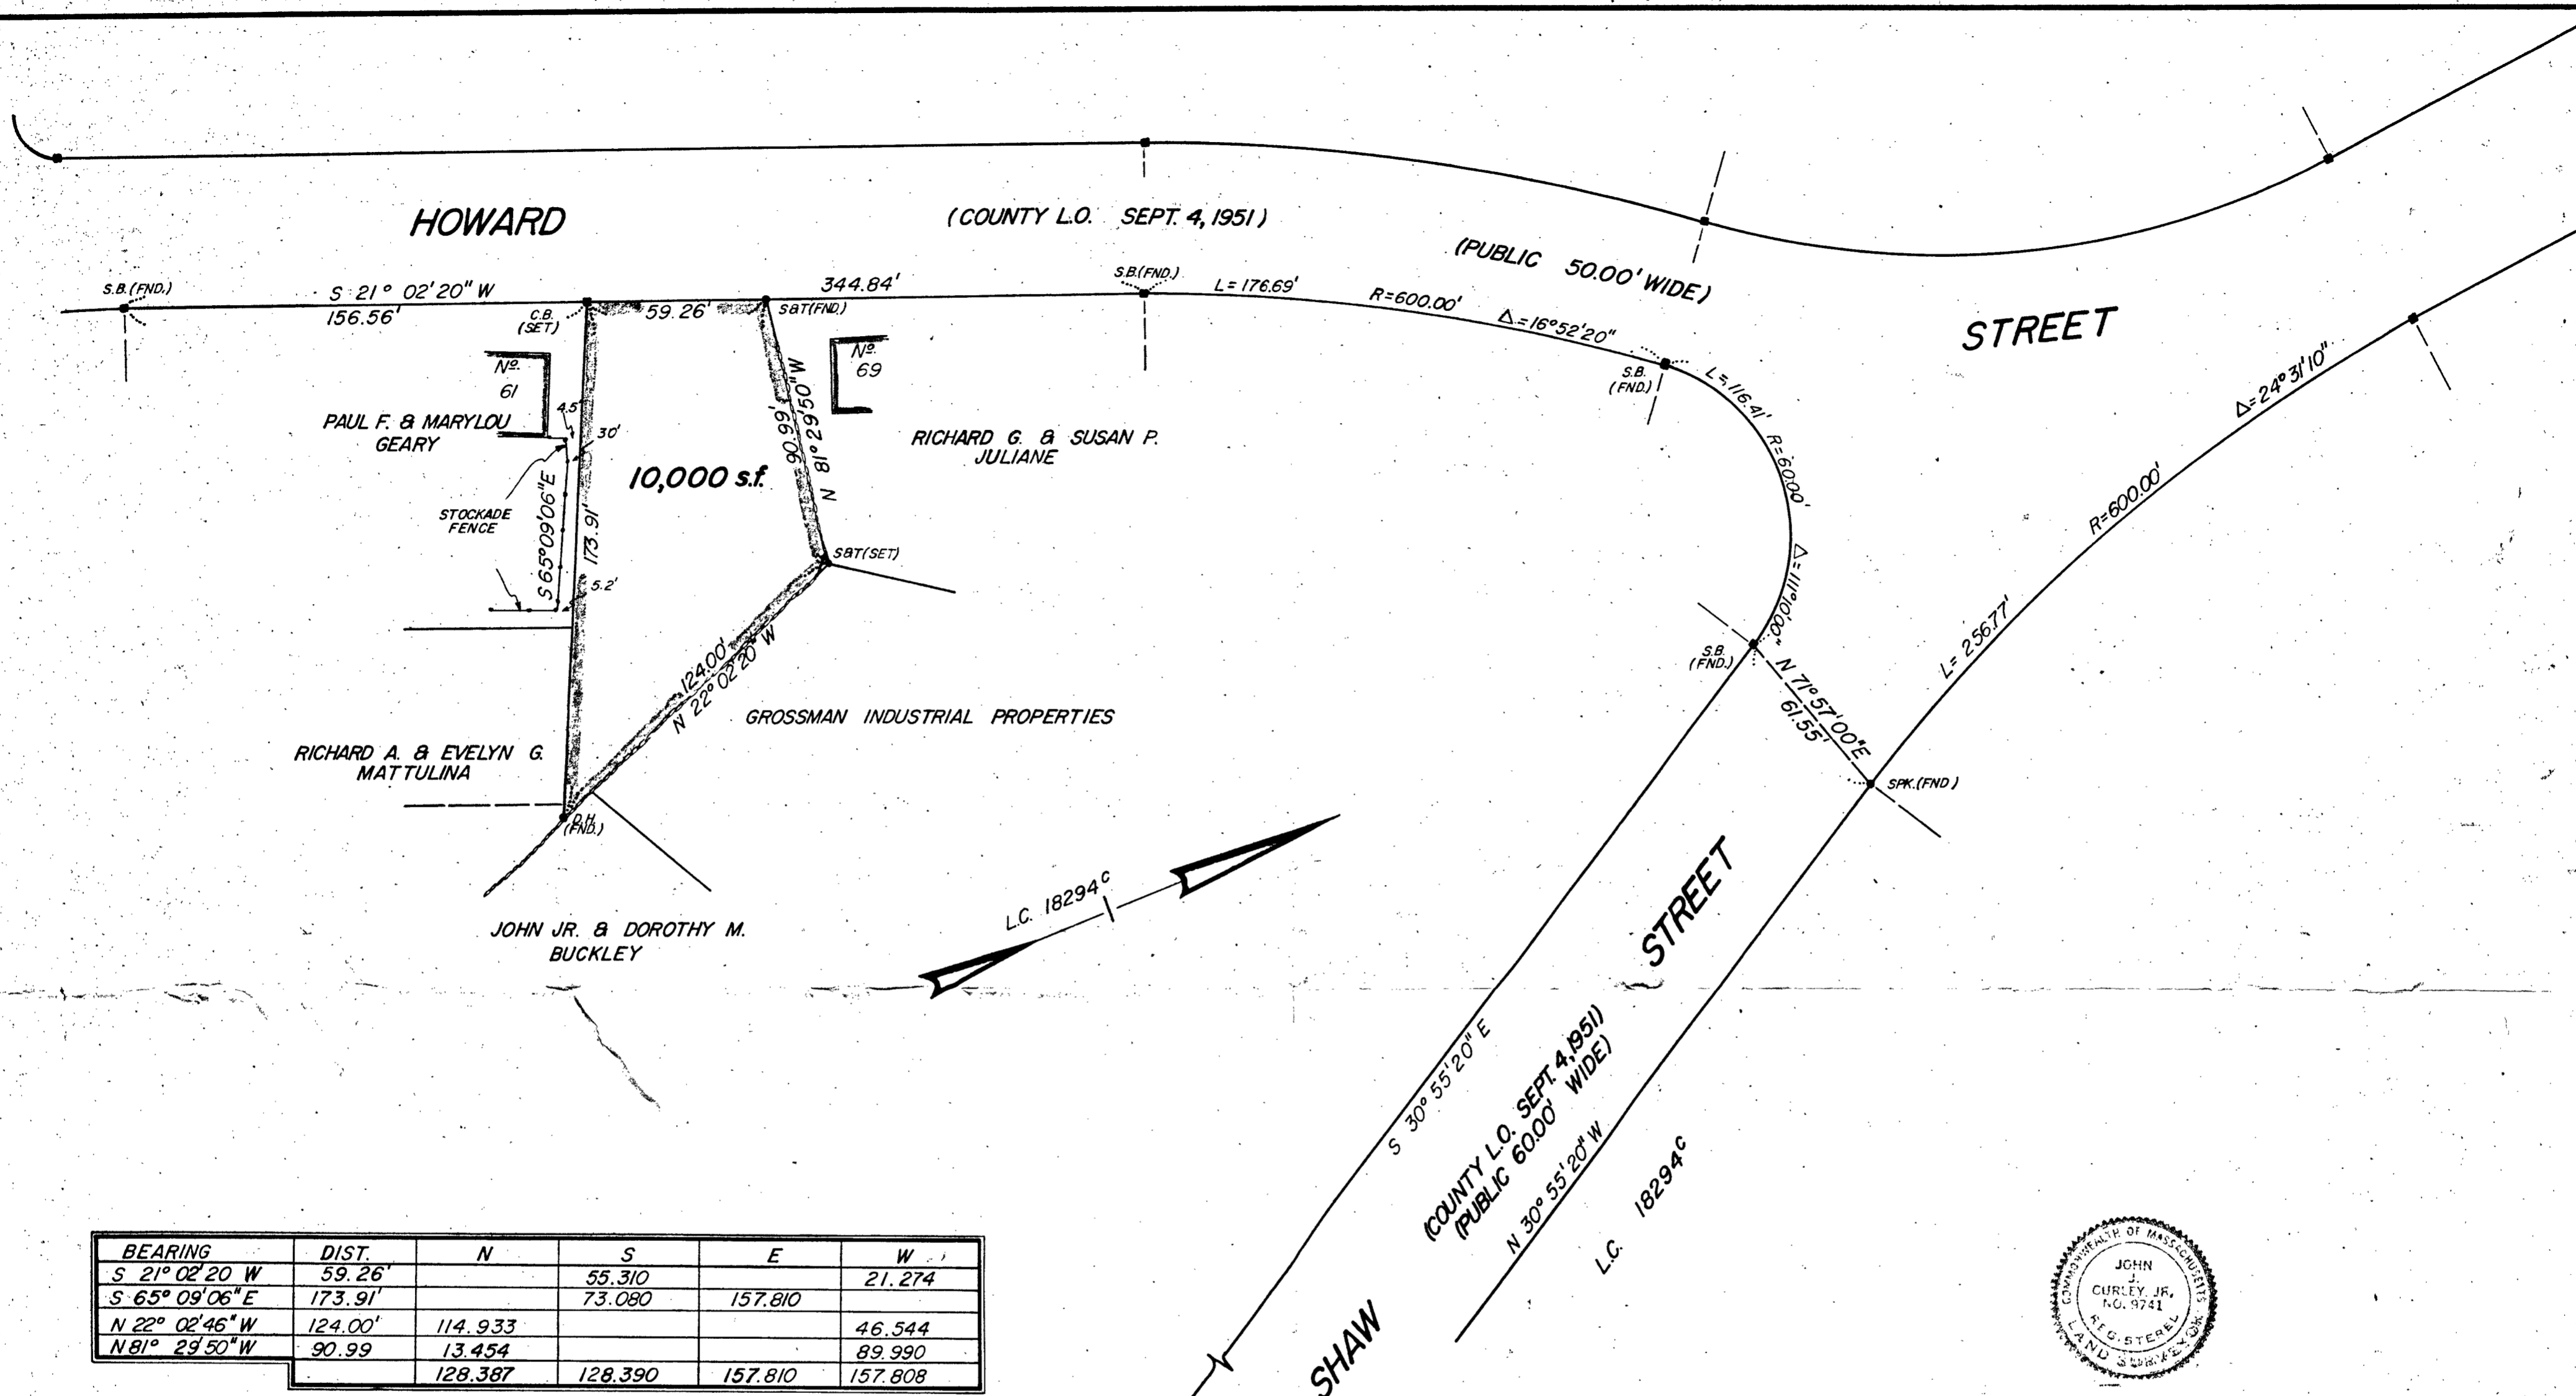 HOWARD
(COUNTY L.O. SEPT. 4, 1951)
(PUBLIC 50.00' WIDE)
STREET
S.B. (FND.)
S 21° 02' 20" W
156.56'
C.B.
(SET)
59.26'
S&T(FND.)
344.84'
S.B.(FND.)
L=176.69'
R=600.00'
Δ=16°52'20"
S.B.
(FND.)
L=116.41'
R=60.00'
Δ=111°10'00"
Δ=24°31'10"
R=600.00'
L=256.77'
Nº.
61
4.5'
30'
PAUL F. & MARYLOU
GEARY
STOCKADE
FENCE
S 65°09'06"E
173.91'
5.2'
10,000 s.f.
N 81°29'50"W
90.99'
Nº.
69
RICHARD G. & SUSAN P.
JULIANE
S&T(SET)
124.00'
N 22° 02' 20" W
GROSSMAN INDUSTRIAL PROPERTIES
RICHARD A. & EVELYN G.
MATTULINA
D.H.
(FND.)
JOHN JR. & DOROTHY M.
BUCKLEY
L.C. 18294ᶜ
S.B.
(FND.)
N 71°57'00"E
61.55'
SPK.(FND.)
S 30° 55' 20" E
SHAW
STREET
(COUNTY L.O. SEPT. 4, 1951)
(PUBLIC 60.00' WIDE)
N 30° 55' 20" W
L.C. 18294ᶜ
BEARING DIST. N S E W
S 21° 02' 20 W 59.26' 55.310 21.274
S 65° 09' 06" E 173.91' 73.080 157.810
N 22° 02' 46" W 124.00' 114.933 46.544
N 81° 29' 50" W 90.99 13.454 89.990
128.387 128.390 157.810 157.808
COMMONWEALTH OF MASSACHUSETTS
JOHN
J.
CURLEY, JR.
NO. 9741
REGISTERED
LAND SURVEYOR